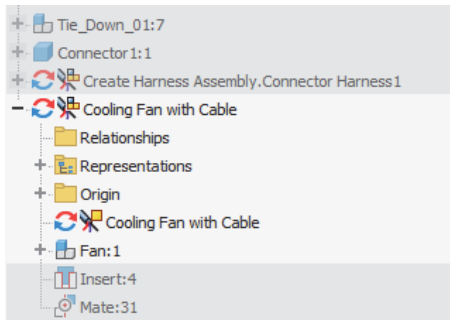 Tie_Down_01:7
Connector1:1
Create Harness Assembly.Connector Harness1
Cooling Fan with Cable
Relationships
Representations
Origin
Cooling Fan with Cable
Fan:1
Insert:4
Mate:31